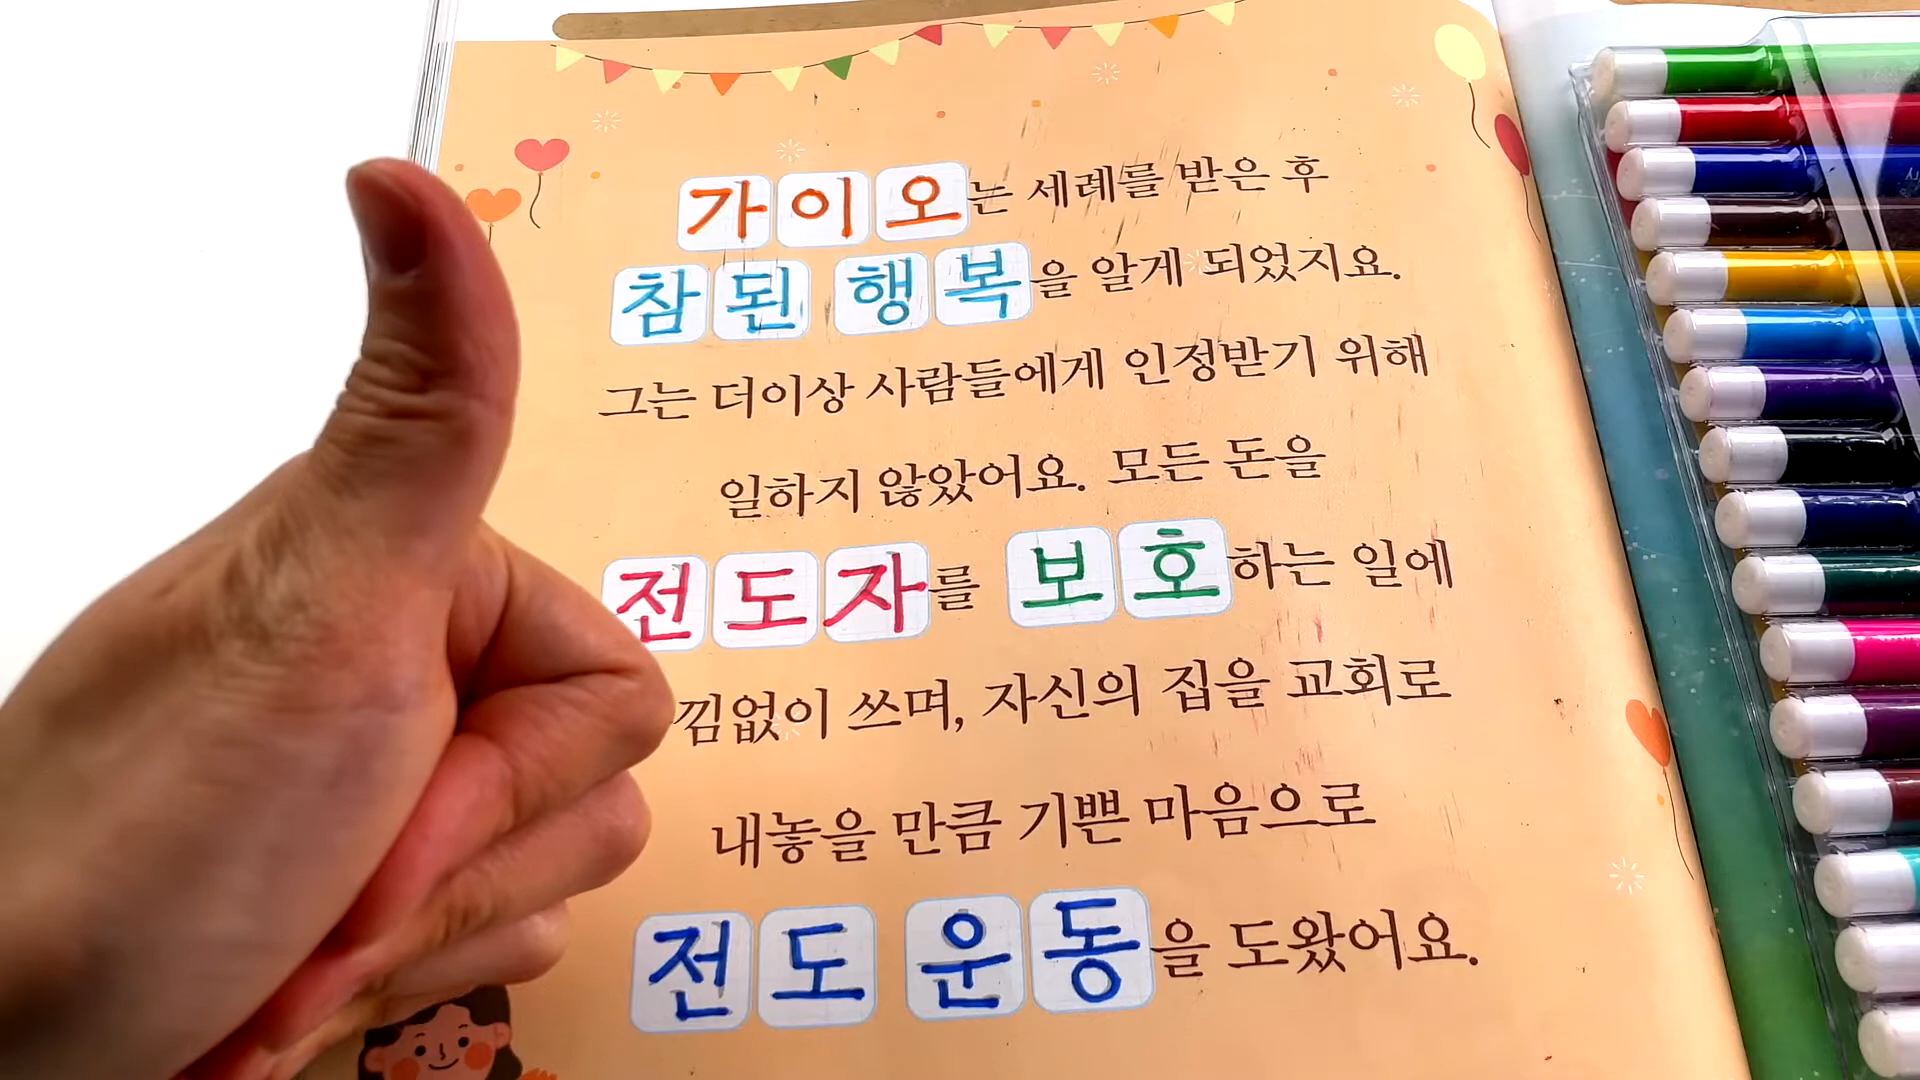 가이오는 세례를 받은 후
참된 행복을 알게 되었지요.
그는 더이상 사람들에게 인정받기 위해
일하지 않았어요. 모든 돈을
전도자를 보호하는 일에
낌없이 쓰며, 자신의 집을 교회로
내놓을 만큼 기쁜 마음으로
전도 운동을 도왔어요.